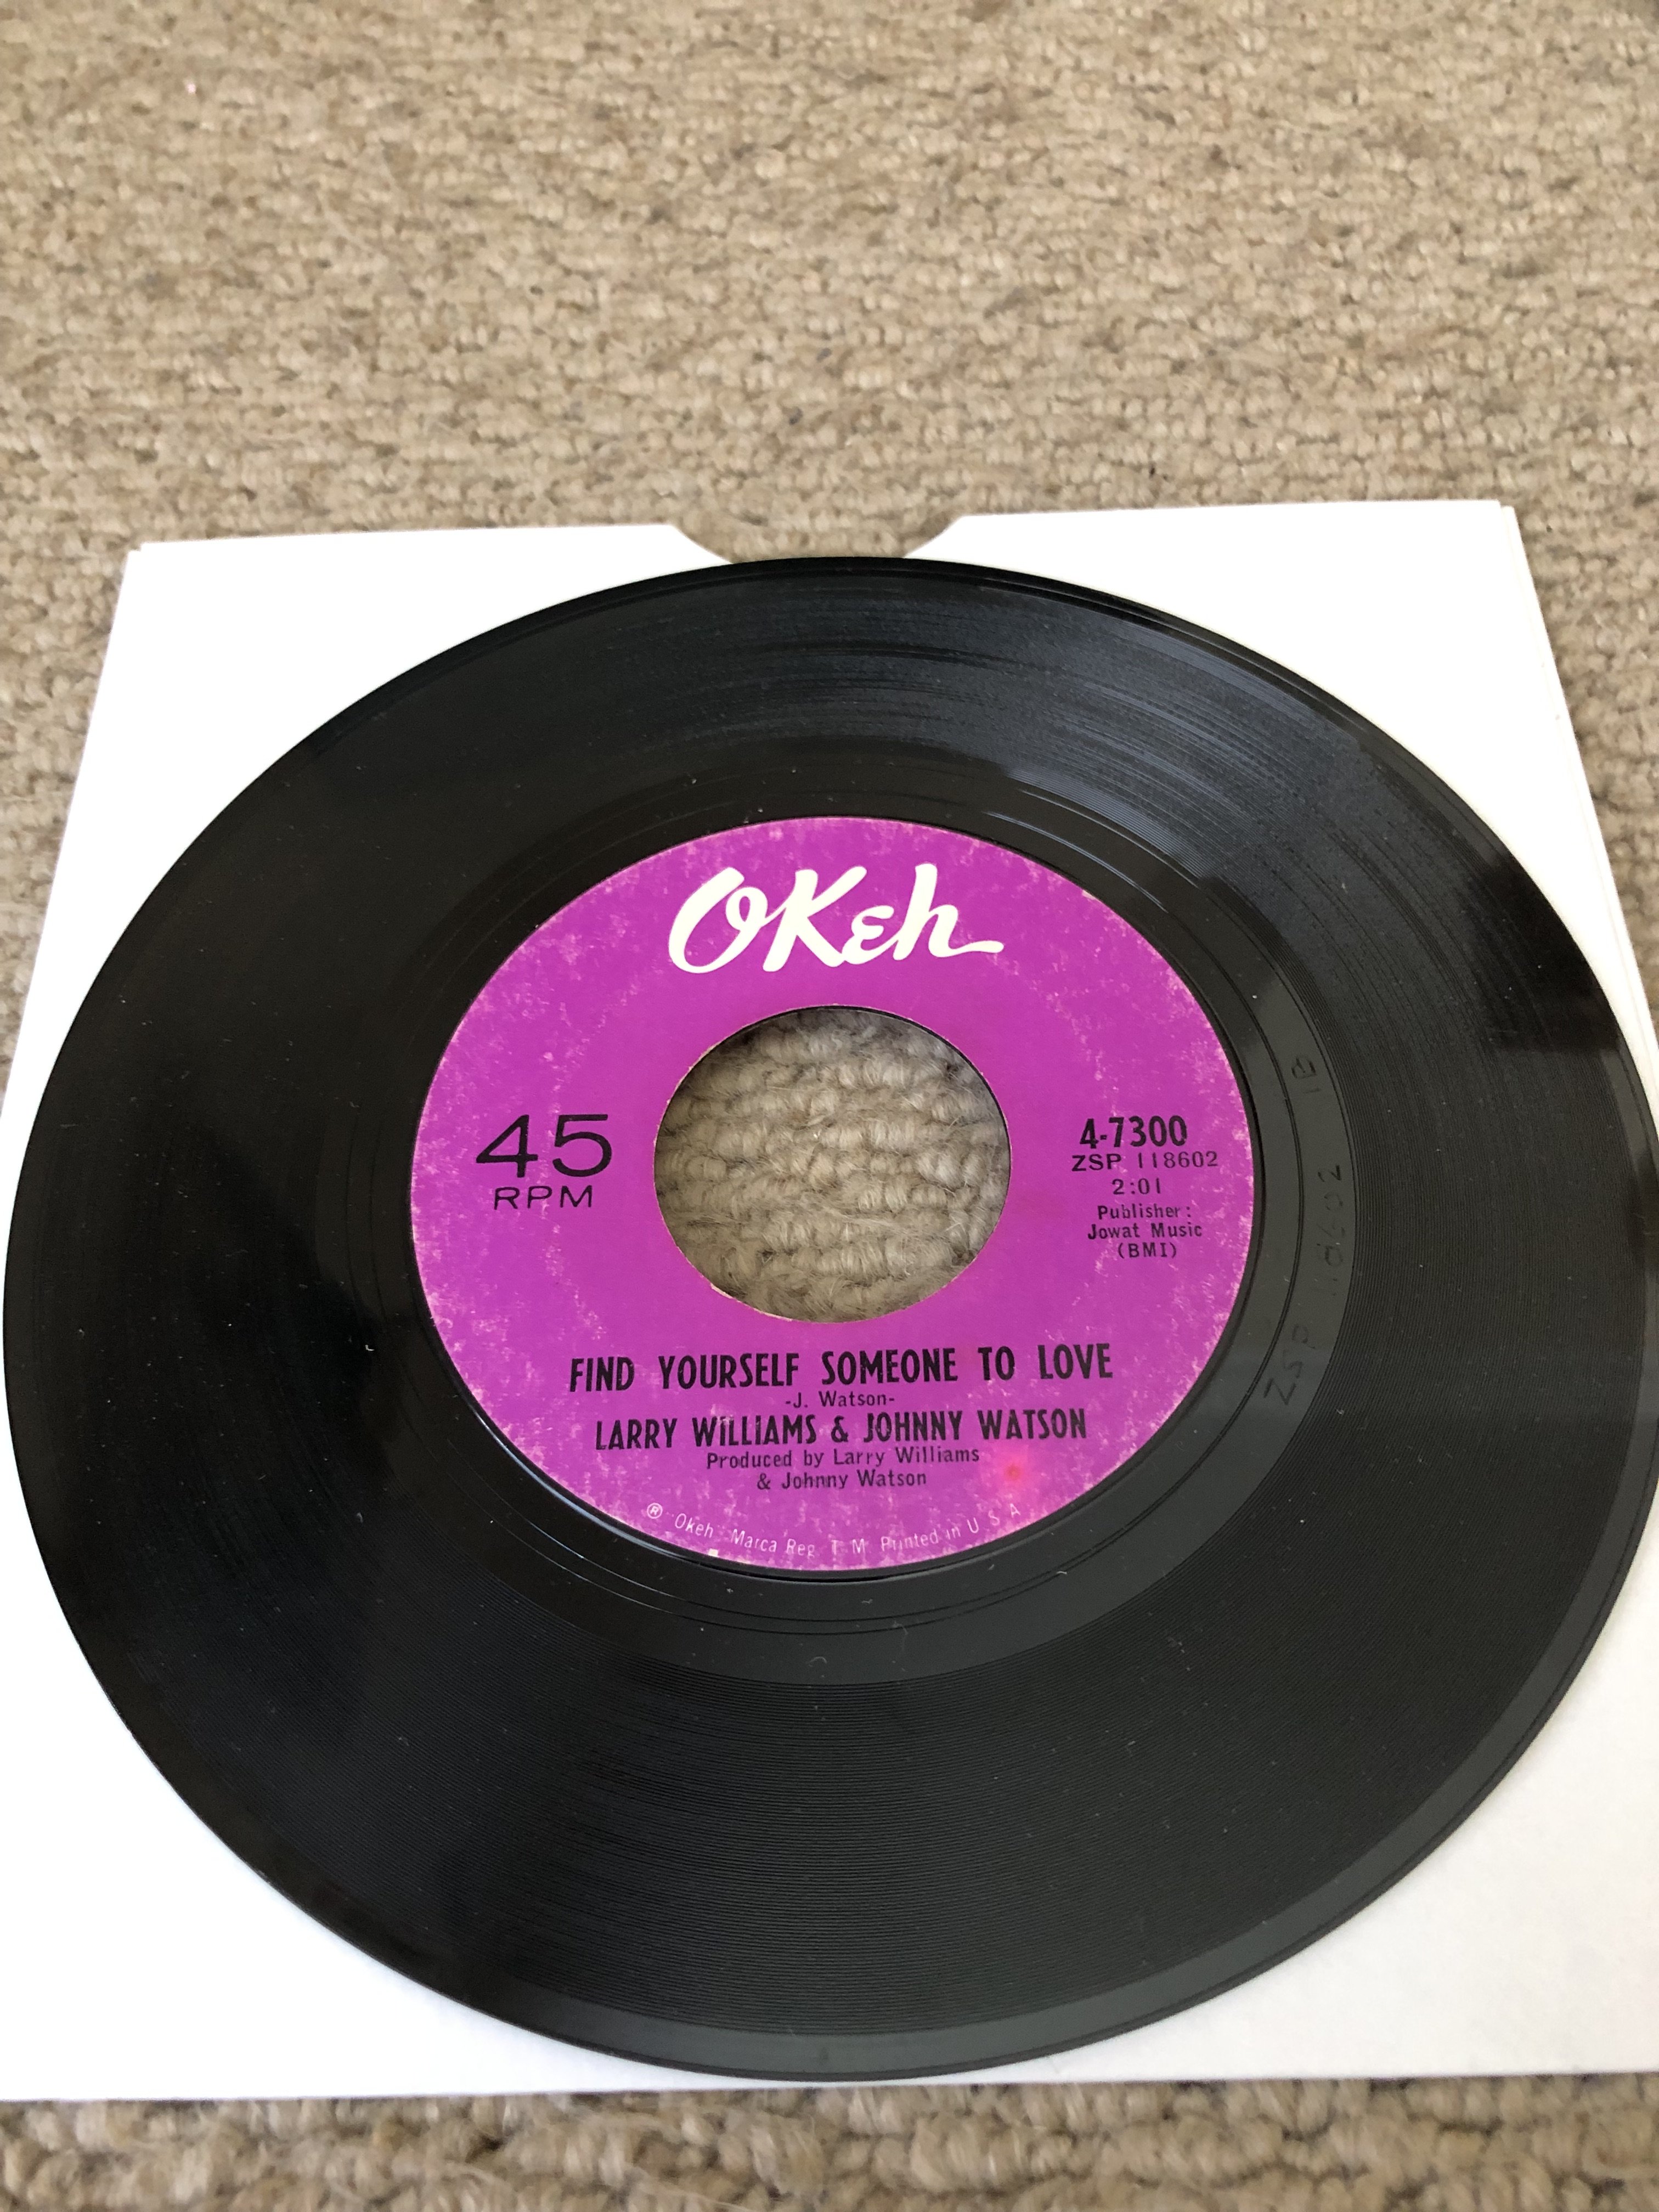 OKeh
45
RPM
4-7300
ZSP 118602
2:01
Publisher:
Jowat Music
(BMI)
FIND YOURSELF SOMEONE TO LOVE
-J. Watson-
LARRY WILLIAMS & JOHNNY WATSON
Produced by Larry Williams
& Johnny Watson
® "Okeh" Marca Reg. T. M. Printed in U S A
ZSP